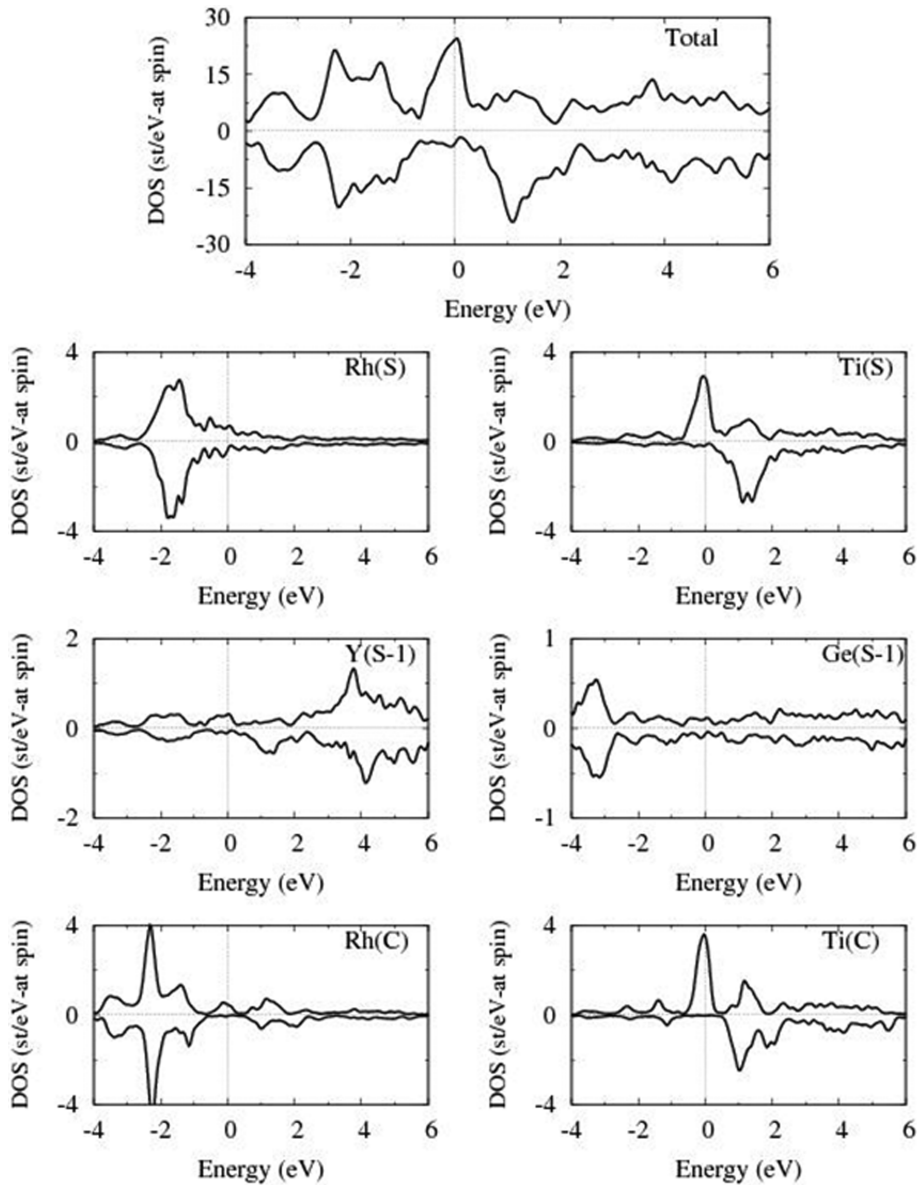 30
Total
15
0
-15
-30
DOS (st/eV-at spin)
-4 -2 0 2 4 6
Energy (eV)
4
Rh(S)
0
-4
DOS (st/eV-at spin)
-4 -2 0 2 4 6
Energy (eV)
4
Ti(S)
0
-4
DOS (st/eV-at spin)
-4 -2 0 2 4 6
Energy (eV)
2
Y(S-1)
0
-2
DOS (st/eV-at spin)
-4 -2 0 2 4 6
Energy (eV)
1
Ge(S-1)
0
-1
DOS (st/eV-at spin)
-4 -2 0 2 4 6
Energy (eV)
4
Rh(C)
0
-4
DOS (st/eV-at spin)
-4 -2 0 2 4 6
Energy (eV)
4
Ti(C)
0
-4
DOS (st/eV-at spin)
-4 -2 0 2 4 6
Energy (eV)